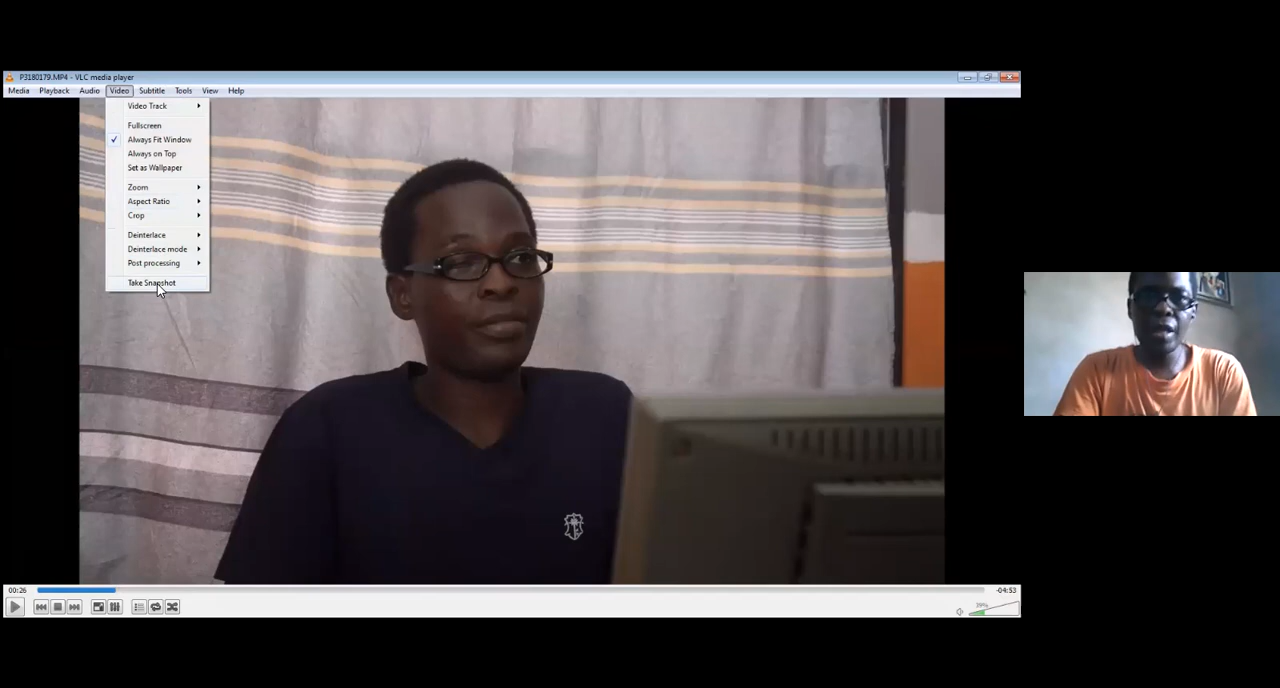 P3180179.MP4 - VLC media player
Media Playback Audio Video Subtitle Tools View Help
Video Track
Fullscreen
Always Fit Window
Always on Top
Set as Wallpaper
Zoom
Aspect Ratio
Crop
Deinterlace
Deinterlace mode
Post processing
Take Snapshot
00:26
-04:53
39%